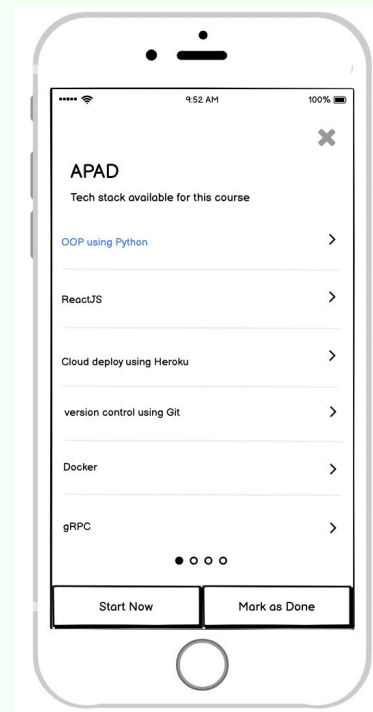 9:52 AM 100%
APAD
Tech stack available for this course
OOP using Python
ReactJS
Cloud deploy using Heroku
version control using Git
Docker
gRPC
Start Now Mark as Done